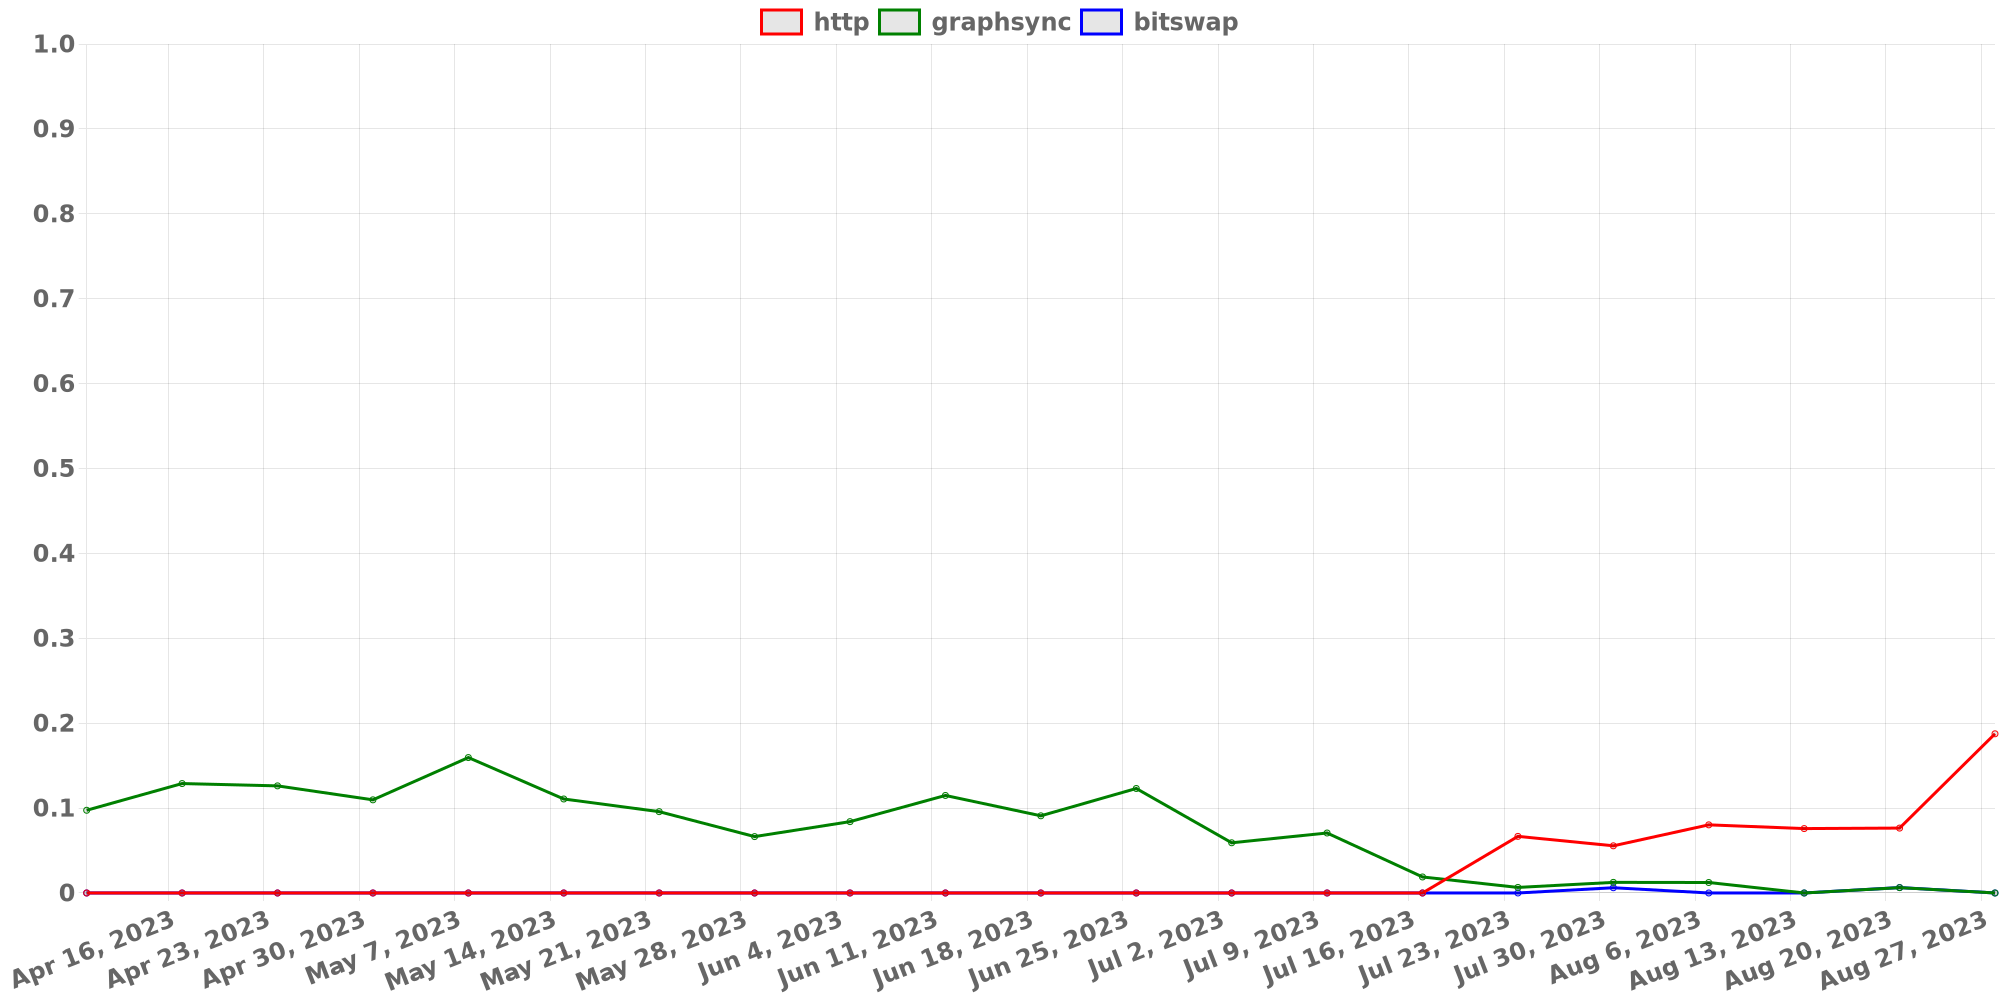 http graphsync bitswap
1.0
0.9
0.8
0.7
0.6
0.5
0.4
0.3
0.2
0.1
0
Apr 16, 2023
Apr 23, 2023
Apr 30, 2023
May 7, 2023
May 14, 2023
May 21, 2023
May 28, 2023
Jun 4, 2023
Jun 11, 2023
Jun 18, 2023
Jun 25, 2023
Jul 2, 2023
Jul 9, 2023
Jul 16, 2023
Jul 23, 2023
Jul 30, 2023
Aug 6, 2023
Aug 13, 2023
Aug 20, 2023
Aug 27, 2023